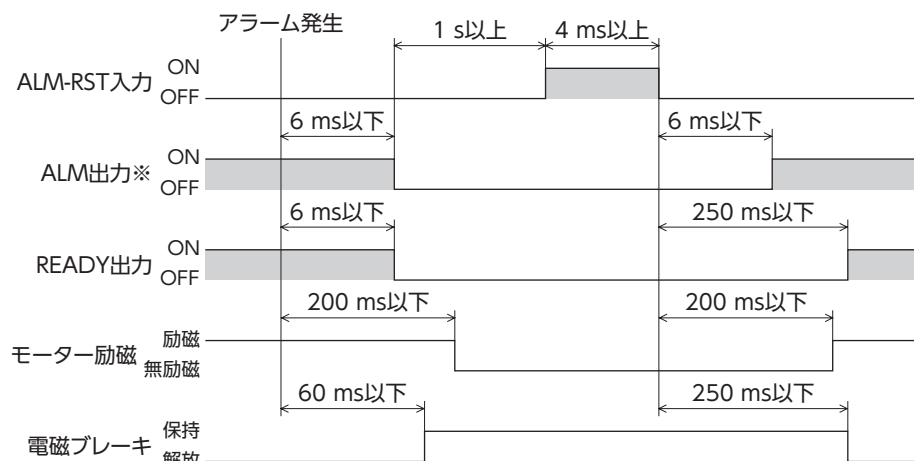 アラーム発生
1 s以上 4 ms以上
ALM-RST入力 ON
OFF
6 ms以下 6 ms以下
ALM出力※ ON
OFF
6 ms以下 250 ms以下
READY出力 ON
OFF
200 ms以下 200 ms以下
モーター励磁 励磁
無励磁
60 ms以下 250 ms以下
電磁ブレーキ 保持
解放